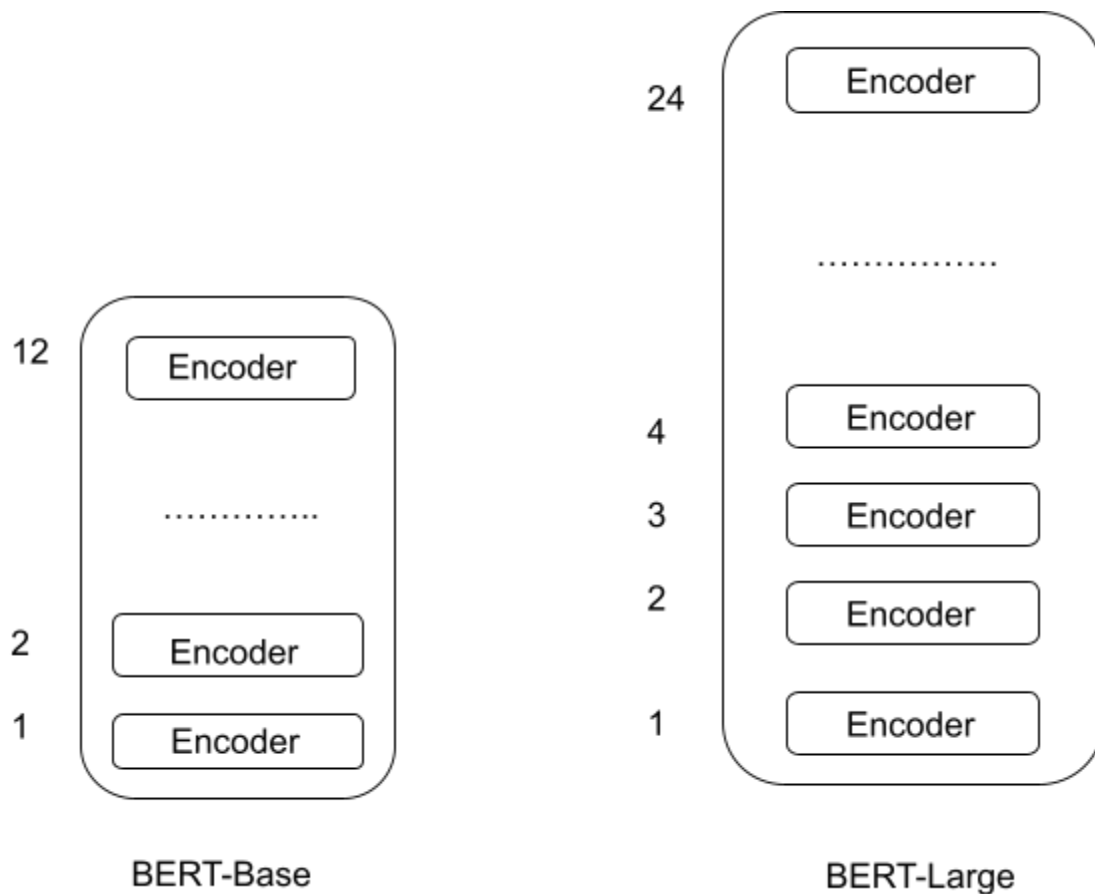 12
Encoder
..............
2
Encoder
1
Encoder
BERT-Base
24
Encoder
................
4
Encoder
3
Encoder
2
Encoder
1
Encoder
BERT-Large